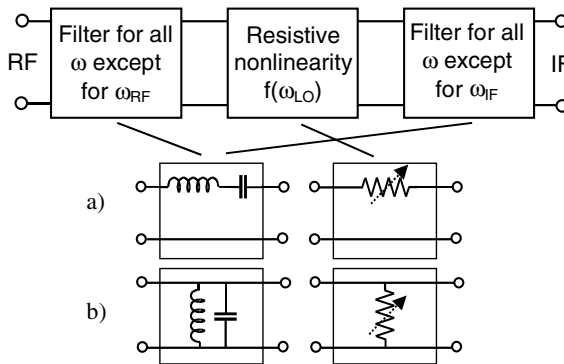 RF
Filter for all
ω except
for ωRF
Resistive
nonlinearity
f(ωLO)
Filter for all
ω except
for ωIF
IF
a)
b)